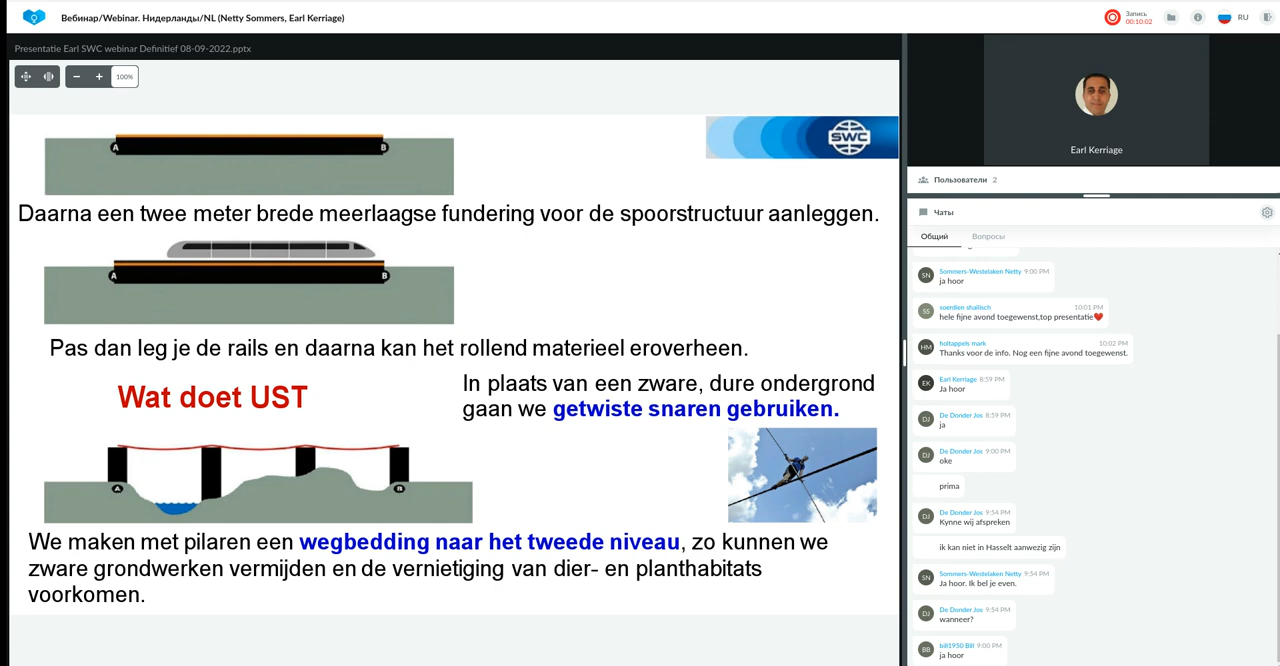 Вебинар/Webinar. Нидерланды/NL (Netty Sommers, Earl Kerriage)
Запись
00:10:02
RU
Presentatie Earl SWC webinar Definitief 08-09-2022.pptx
100%
A
B
SWC
Daarna een twee meter brede meerlaagse fundering voor de spoorstructuur aanleggen.
A
B
Pas dan leg je de rails en daarna kan het rollend materieel eroverheen.
Wat doet UST
In plaats van een zware, dure ondergrond
gaan we getwiste snaren gebruiken.
A
B
We maken met pilaren een wegbedding naar het tweede niveau, zo kunnen we
zware grondwerken vermijden en de vernietiging van dier- en planthabitats
voorkomen.
Earl Kerriage
Пользователи 2
Чаты
Общий
Вопросы
SN
Sommers-Westelaken Netty 9:00 PM
ja hoor
SS
soerdien shailisch 10:01 PM
hele fijne avond toegewenst,top presentatie❤️
HM
holtappels mark 10:02 PM
Thanks voor de info. Nog een fijne avond toegewenst.
EK
Earl Kerriage 8:59 PM
Ja hoor
DJ
De Donder Jos 8:59 PM
ja
DJ
De Donder Jos 9:00 PM
oke
prima
DJ
De Donder Jos 9:54 PM
Kynne wij afspreken
ik kan niet in Hasselt aanwezig zijn
SN
Sommers-Westelaken Netty 9:54 PM
Ja hoor. Ik bel je even.
DJ
De Donder Jos 9:54 PM
wanneer?
BB
bill1950 Bill 9:00 PM
ja hoor